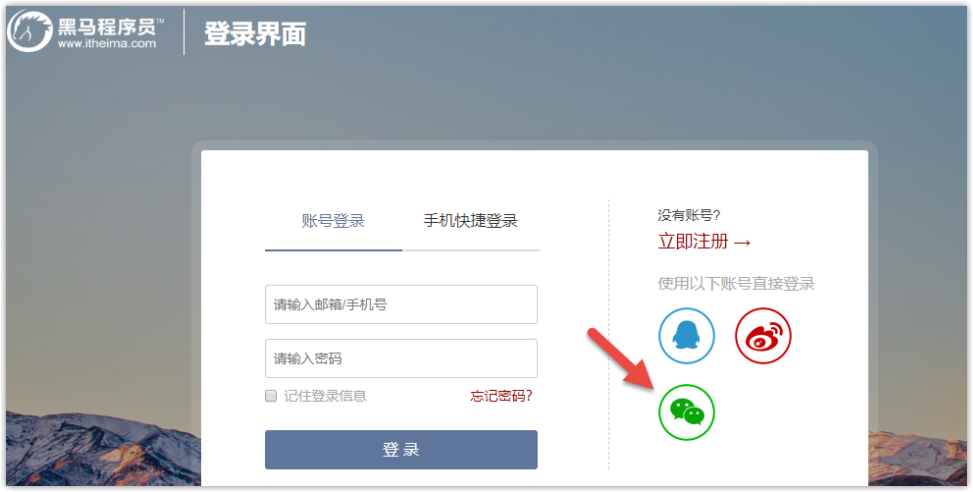 黑马程序员™
www.itheima.com
登录界面
账号登录
手机快捷登录
请输入邮箱/手机号
请输入密码
记住登录信息
忘记密码?
登 录
没有账号?
立即注册 →
使用以下账号直接登录